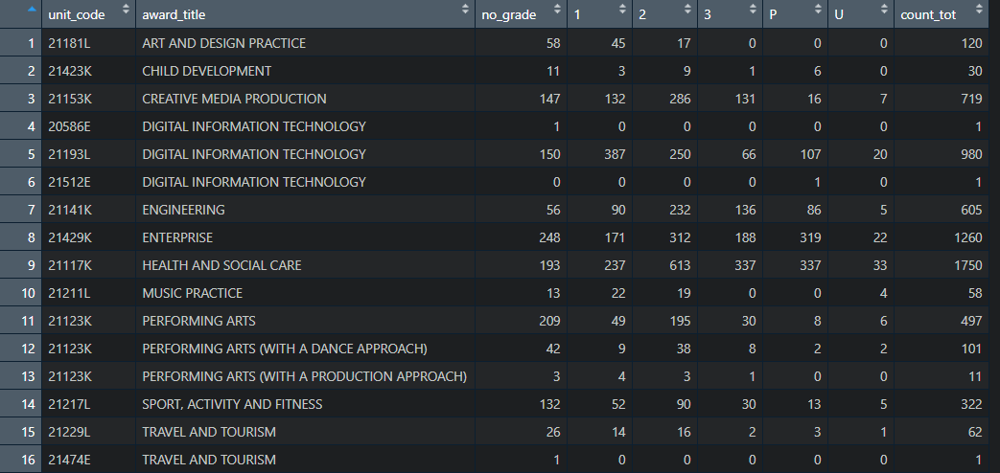 unit_code award_title no_grade 1 2 3 P U count_tot
1 21181L ART AND DESIGN PRACTICE 58 45 17 0 0 0 120
2 21423K CHILD DEVELOPMENT 11 3 9 1 6 0 30
3 21153K CREATIVE MEDIA PRODUCTION 147 132 286 131 16 7 719
4 20586E DIGITAL INFORMATION TECHNOLOGY 1 0 0 0 0 0 1
5 21193L DIGITAL INFORMATION TECHNOLOGY 150 387 250 66 107 20 980
6 21512E DIGITAL INFORMATION TECHNOLOGY 0 0 0 0 1 0 1
7 21141K ENGINEERING 56 90 232 136 86 5 605
8 21429K ENTERPRISE 248 171 312 188 319 22 1260
9 21117K HEALTH AND SOCIAL CARE 193 237 613 337 337 33 1750
10 21211L MUSIC PRACTICE 13 22 19 0 0 4 58
11 21123K PERFORMING ARTS 209 49 195 30 8 6 497
12 21123K PERFORMING ARTS (WITH A DANCE APPROACH) 42 9 38 8 2 2 101
13 21123K PERFORMING ARTS (WITH A PRODUCTION APPROACH) 3 4 3 1 0 0 11
14 21217L SPORT, ACTIVITY AND FITNESS 132 52 90 30 13 5 322
15 21229L TRAVEL AND TOURISM 26 14 16 2 3 1 62
16 21474E TRAVEL AND TOURISM 1 0 0 0 0 0 1